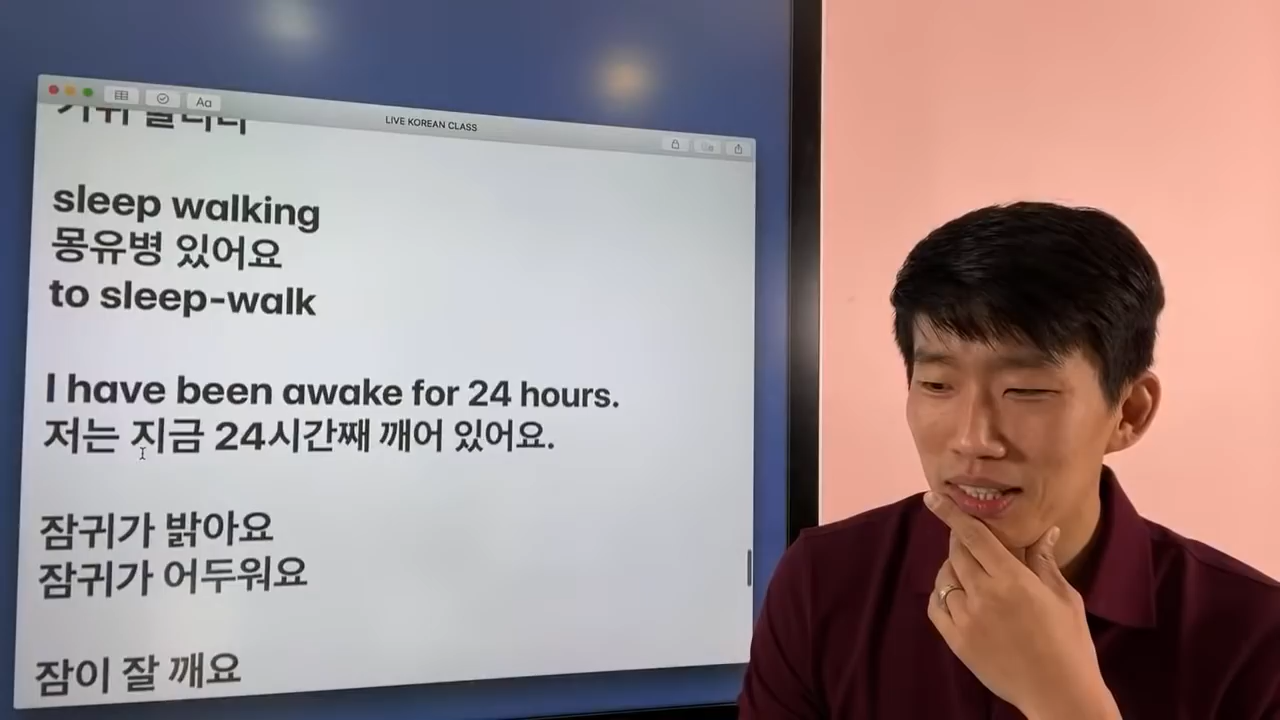 Aa
LIVE KOREAN CLASS
sleep walking
몽유병 있어요
to sleep-walk
I have been awake for 24 hours.
저는 지금 24시간째 깨어 있어요.
잠귀가 밝아요
잠귀가 어두워요
잠이 잘 깨요